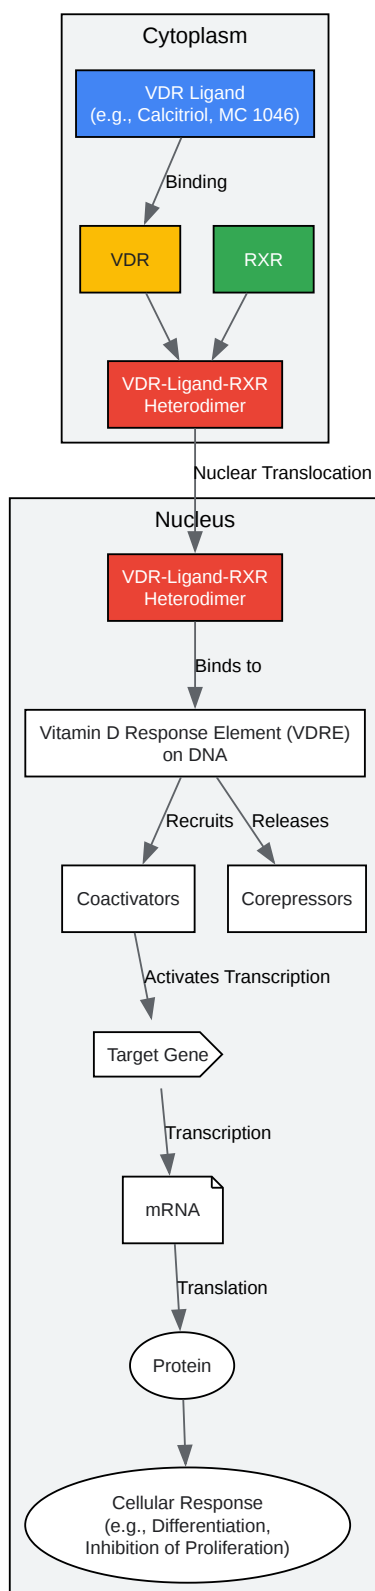 Cytoplasm
VDR Ligand
(e.g., Calcitriol, MC 1046)
Binding
VDR
RXR
VDR-Ligand-RXR
Heterodimer
Nuclear Translocation
Nucleus
VDR-Ligand-RXR
Heterodimer
Binds to
Vitamin D Response Element (VDRE)
on DNA
Recruits
Releases
Coactivators
Corepressors
Activates Transcription
Target Gene
Transcription
mRNA
Translation
Protein
Cellular Response
(e.g., Differentiation,
Inhibition of Proliferation)